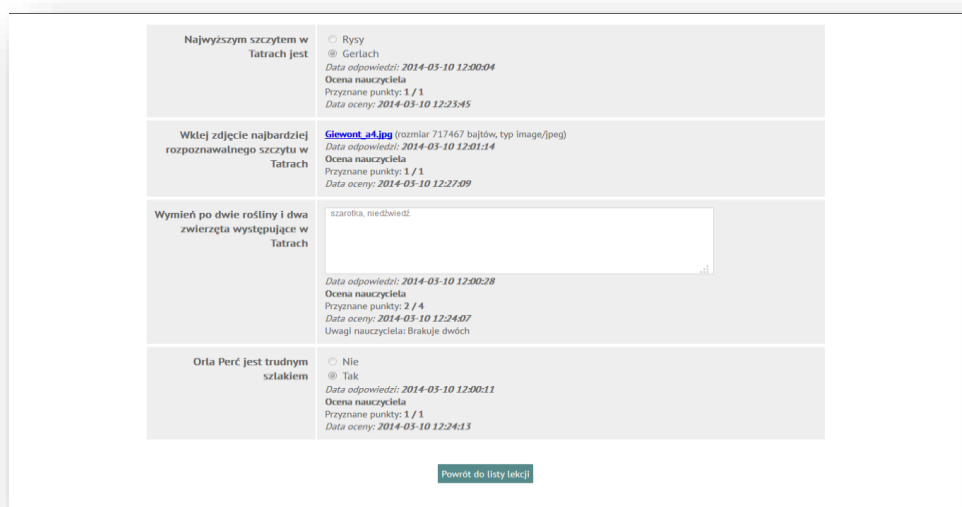 Najwyższym szczytem w
Tatrach jest
Rysy
Gerlach
Data odpowiedzi: 2014-03-10 12:00:04
Ocena nauczyciela
Przyznane punkty: 1 / 1
Data oceny: 2014-03-10 12:23:45
Wklej zdjęcie najbardziej
rozpoznawalnego szczytu w
Tatrach
Giewont_a4.jpg (rozmiar 717467 bajtów, typ image/jpeg)
Data odpowiedzi: 2014-03-10 12:01:14
Ocena nauczyciela
Przyznane punkty: 1 / 1
Data oceny: 2014-03-10 12:27:09
Wymień po dwie rośliny i dwa
zwierzęta występujące w
Tatrach
szarotka, niedźwiedź
Data odpowiedzi: 2014-03-10 12:00:28
Ocena nauczyciela
Przyznane punkty: 2 / 4
Data oceny: 2014-03-10 12:24:07
Uwagi nauczyciela: Brakuje dwóch
Orla Perć jest trudnym
szlakiem
Nie
Tak
Data odpowiedzi: 2014-03-10 12:00:11
Ocena nauczyciela
Przyznane punkty: 1 / 1
Data oceny: 2014-03-10 12:24:13
Powrót do listy lekcji